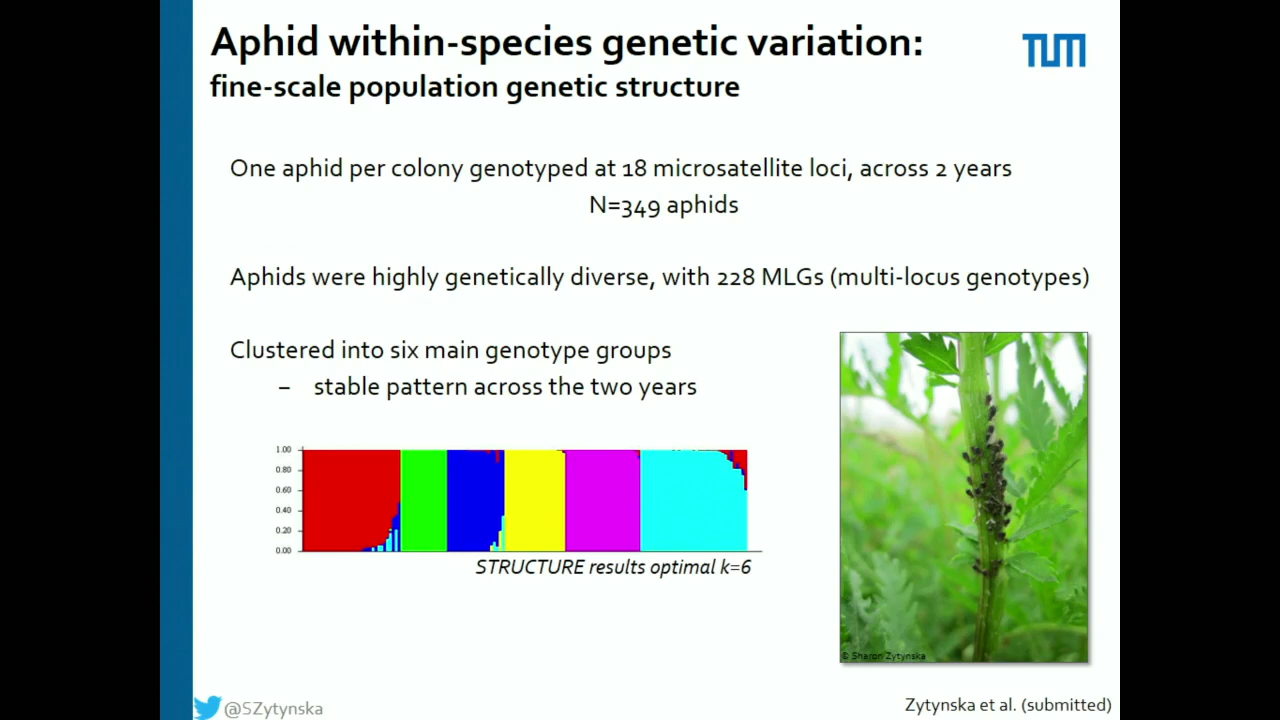 Aphid within-species genetic variation:
fine-scale population genetic structure
TUM
One aphid per colony genotyped at 18 microsatellite loci, across 2 years
N=349 aphids
Aphids were highly genetically diverse, with 228 MLGs (multi-locus genotypes)
Clustered into six main genotype groups
– stable pattern across the two years
1.00
0.80
0.60
0.40
0.20
0.00
STRUCTURE results optimal k=6
© Sharon Zytynska
@SZytynska
Zytynska et al. (submitted)